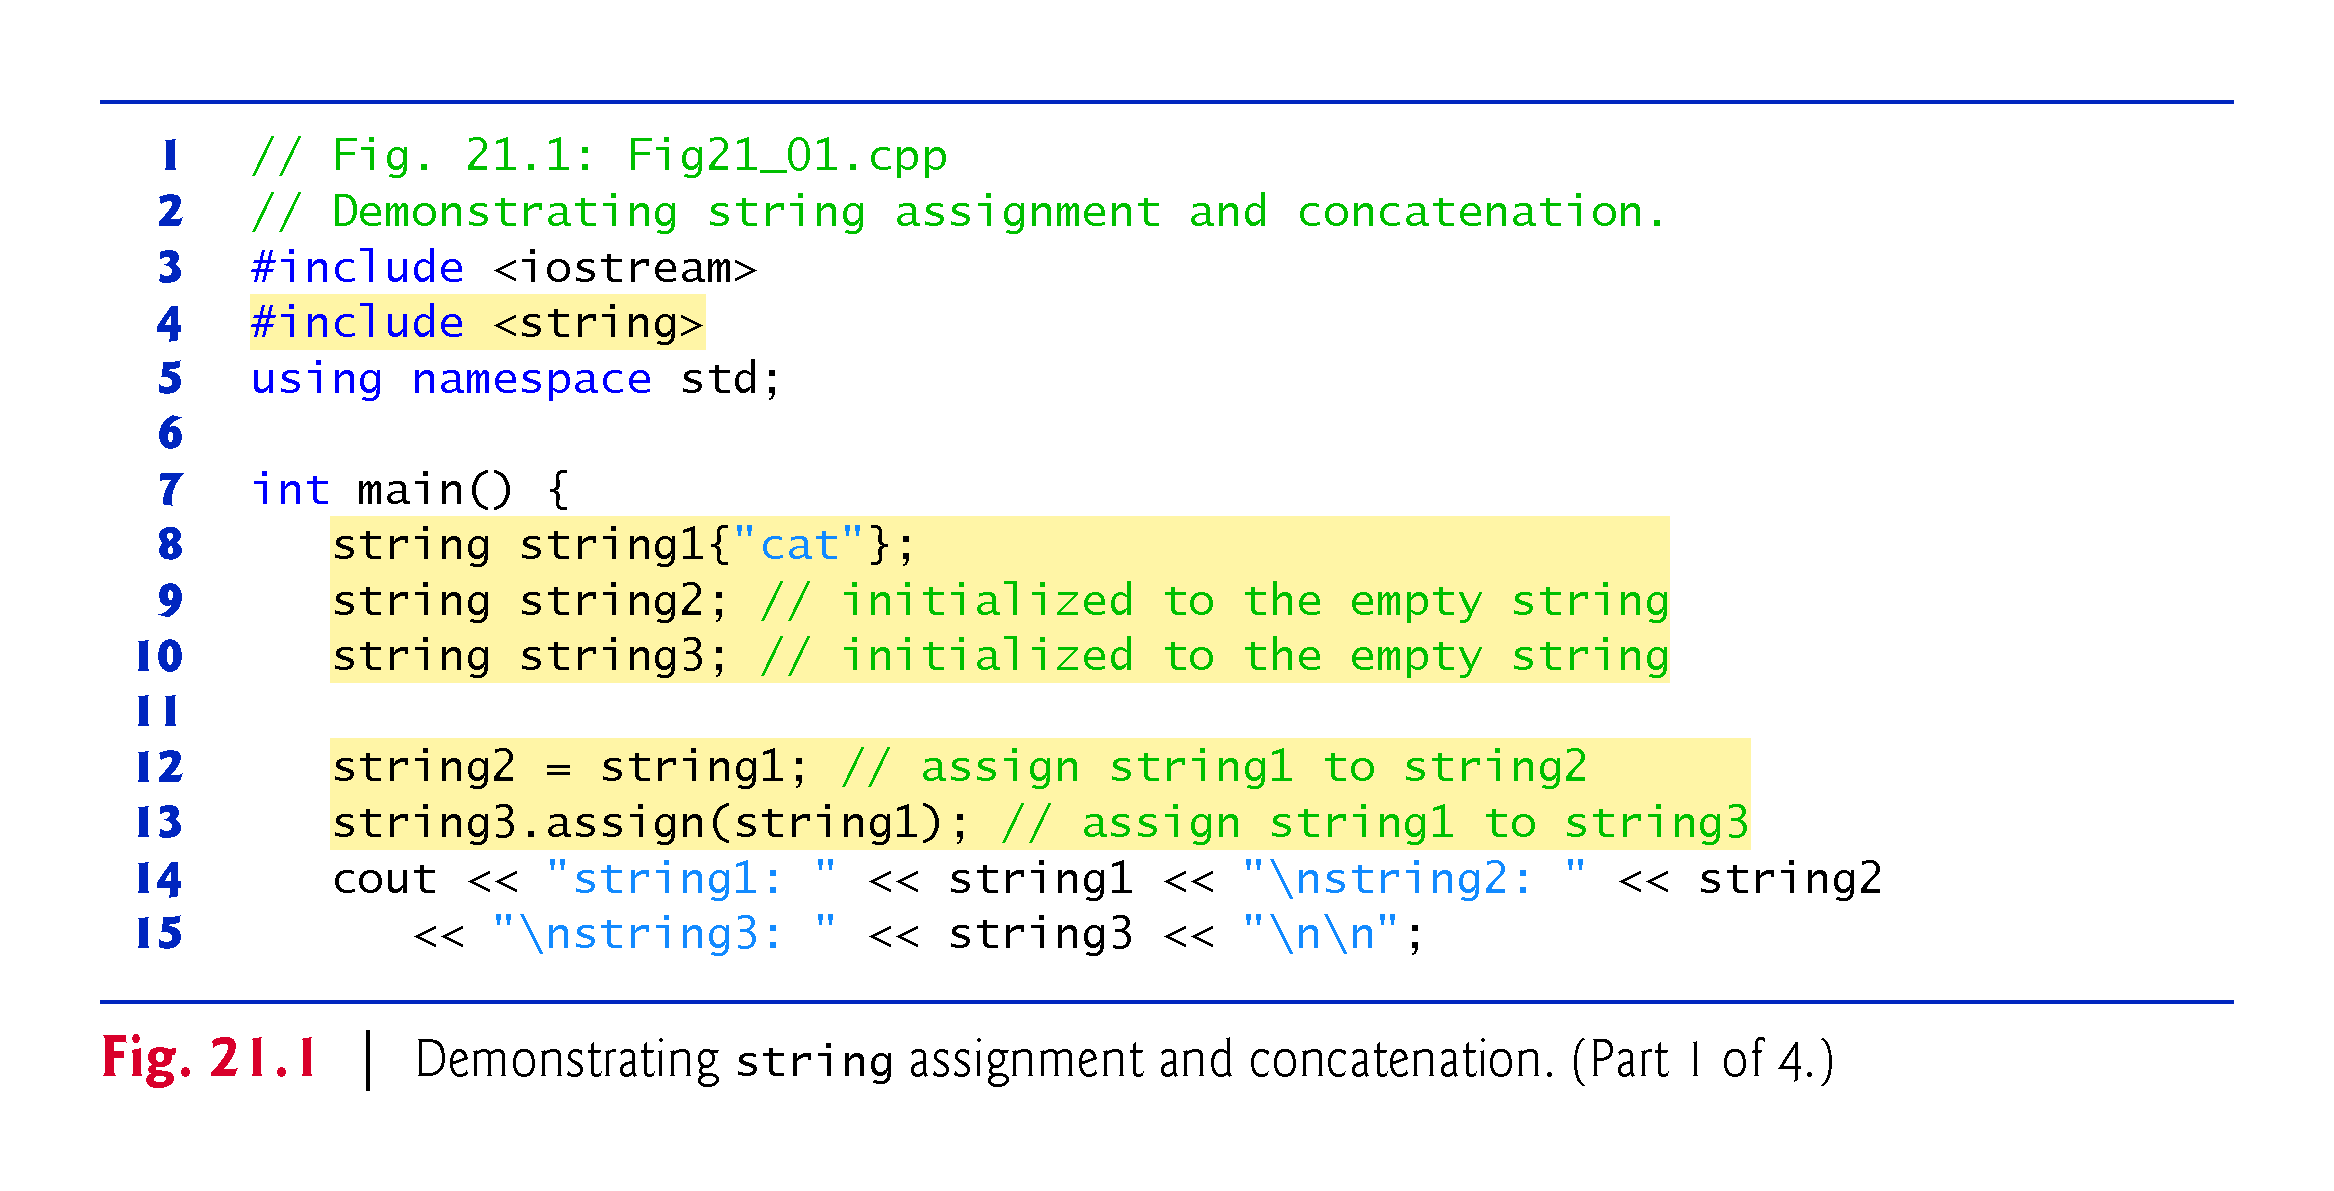 1 // Fig. 21.1: Fig21_01.cpp
2 // Demonstrating string assignment and concatenation.
3 #include <iostream>
4 #include <string>
5 using namespace std;
6
7 int main() {
8 string string1{"cat"};
9 string string2; // initialized to the empty string
10 string string3; // initialized to the empty string
11
12 string2 = string1; // assign string1 to string2
13 string3.assign(string1); // assign string1 to string3
14 cout << "string1: " << string1 << "\nstring2: " << string2
15 << "\nstring3: " << string3 << "\n\n";
Fig. 21.1 | Demonstrating string assignment and concatenation. (Part 1 of 4.)